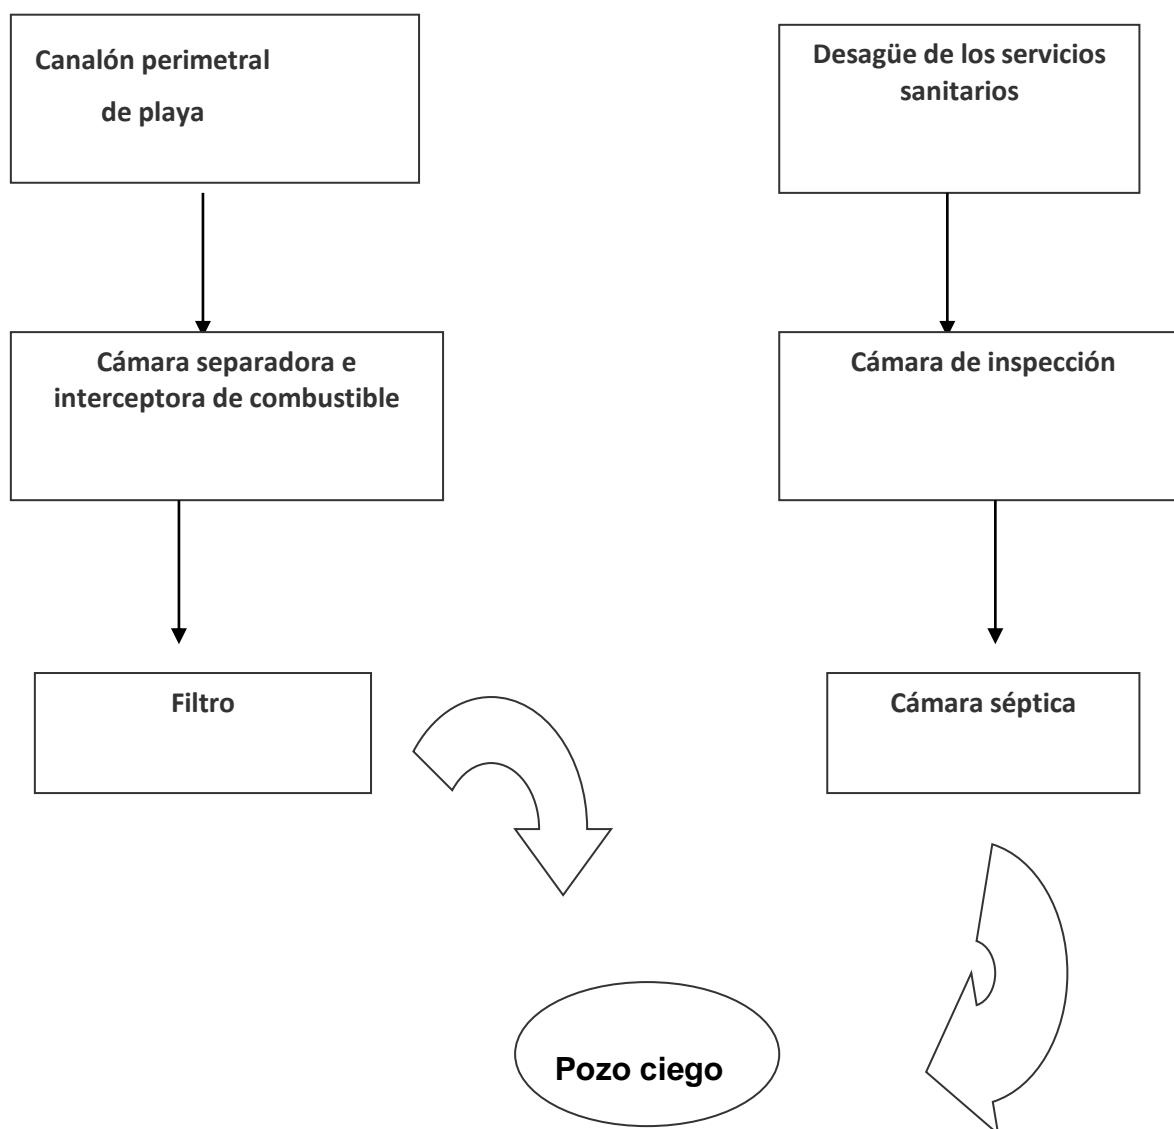 Canalón perimetral
de playa
Desagüe de los servicios
sanitarios
Cámara separadora e
interceptora de combustible
Cámara de inspección
Filtro
Cámara séptica
Pozo ciego